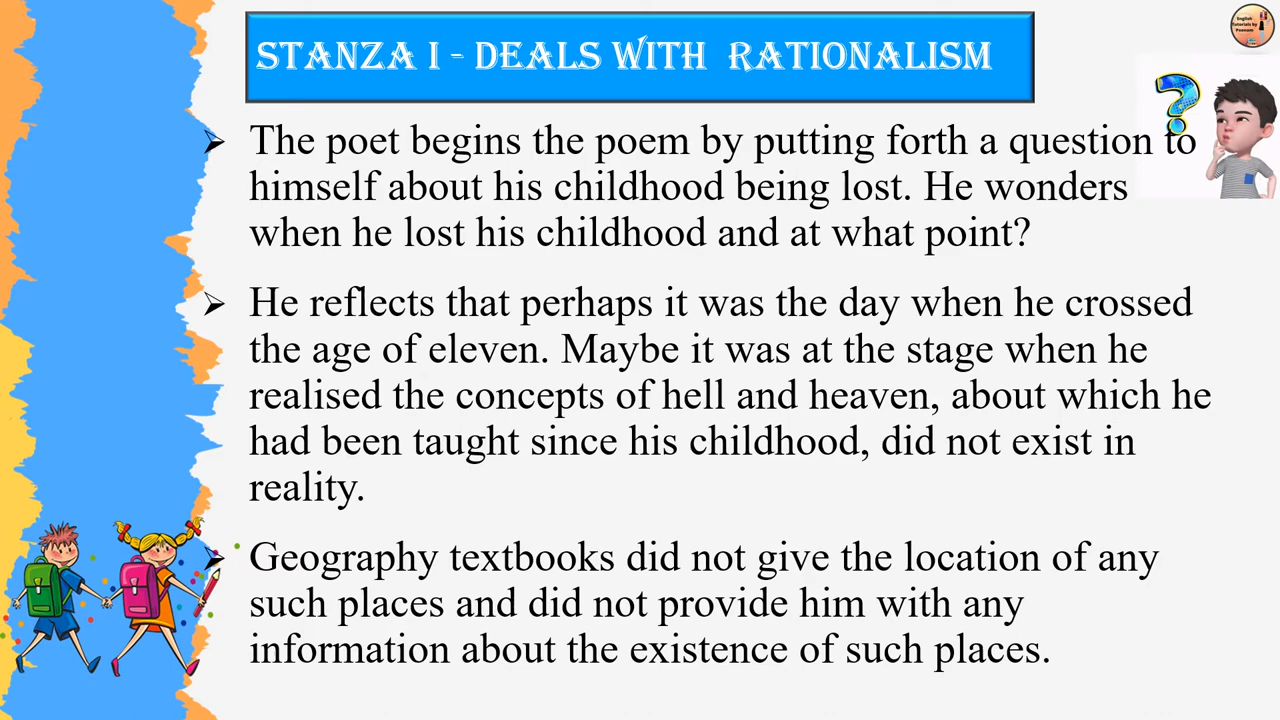 STANZA I - DEALS WITH RATIONALISM
English
Tutorials by
Poonam
The poet begins the poem by putting forth a question to
himself about his childhood being lost. He wonders
when he lost his childhood and at what point?
He reflects that perhaps it was the day when he crossed
the age of eleven. Maybe it was at the stage when he
realised the concepts of hell and heaven, about which he
had been taught since his childhood, did not exist in
reality.
Geography textbooks did not give the location of any
such places and did not provide him with any
information about the existence of such places.